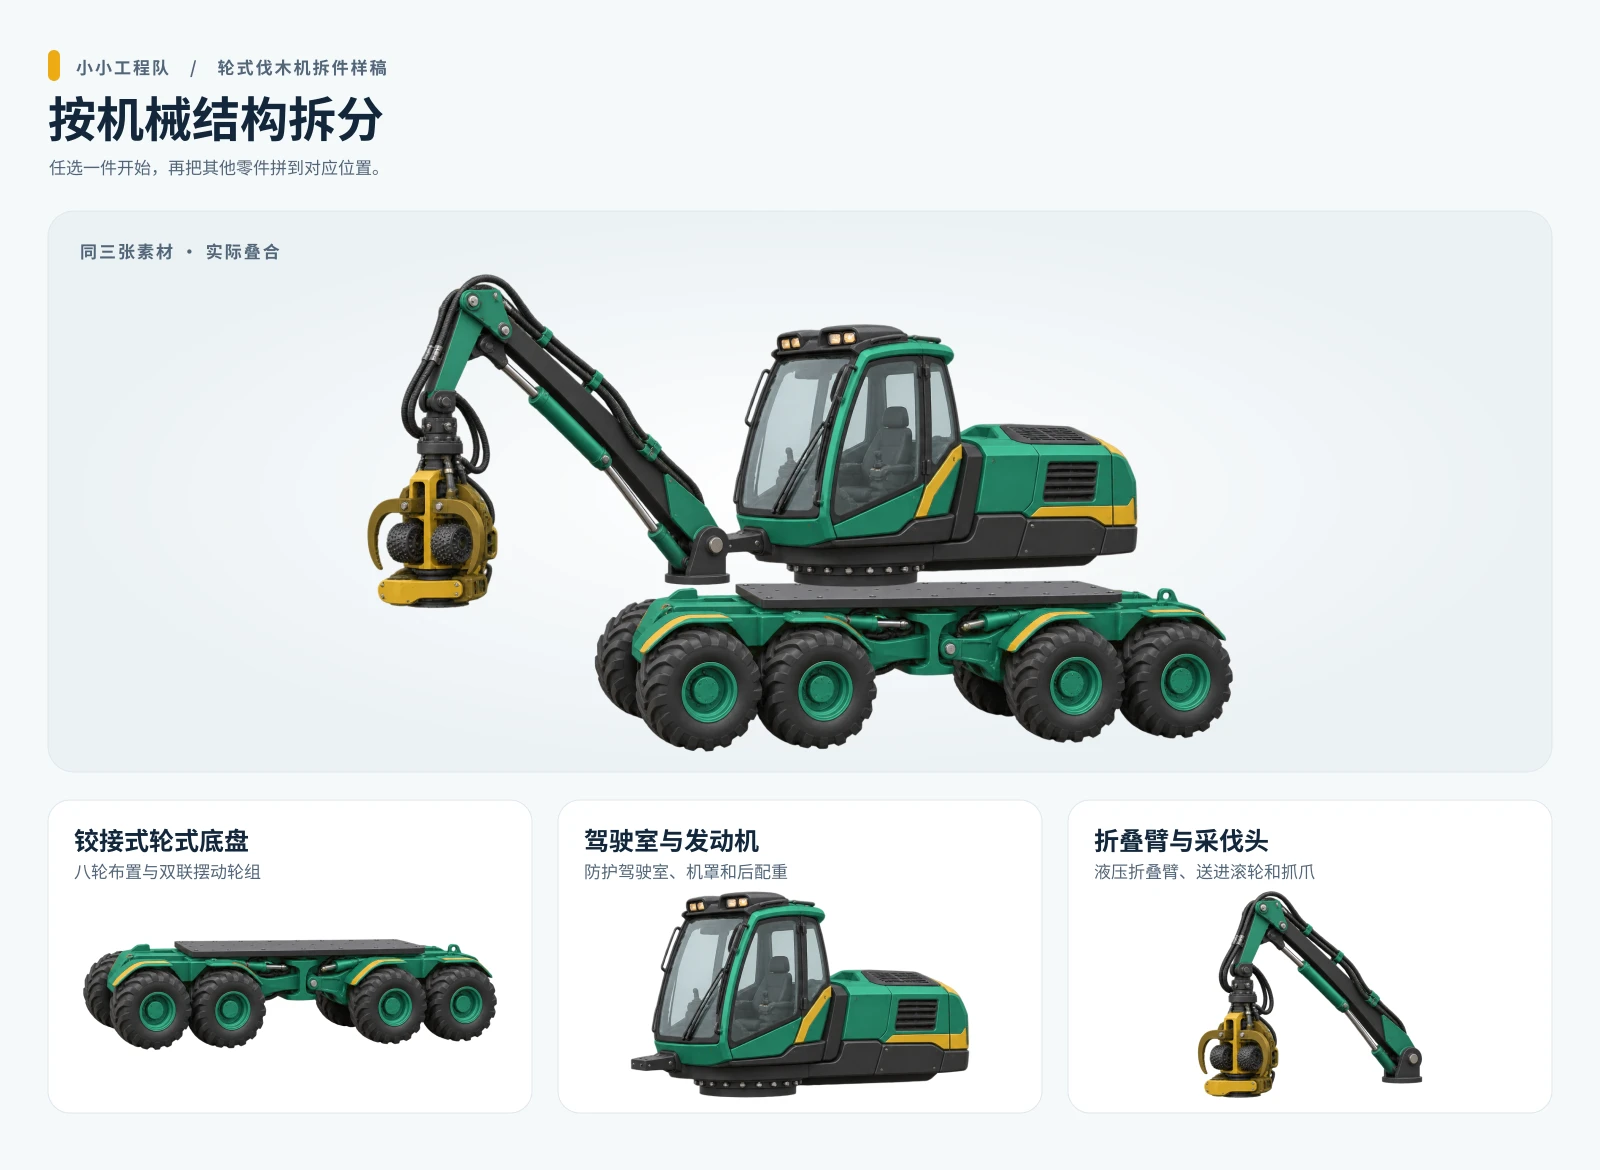 小小工程队 / 轮式伐木机拆件样稿
按机械结构拆分
任选一件开始，再把其他零件拼到对应位置。
同三张素材 • 实际叠合
铰接式轮式底盘
八轮布置与双联摆动轮组
驾驶室与发动机
防护驾驶室、机罩和后配重
折叠臂与采伐头
液压折叠臂、送进滚轮和抓爪